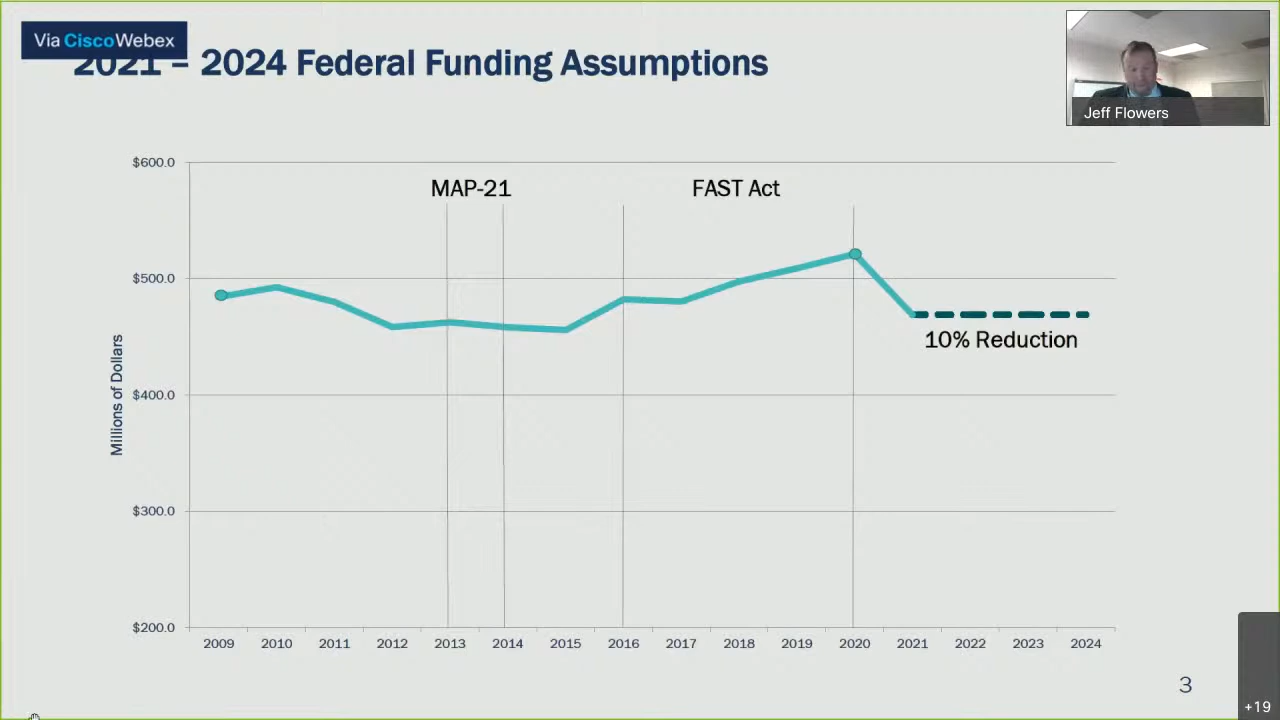 Via Cisco Webex
2021 – 2024 Federal Funding Assumptions
Jeff Flowers
$600.0
MAP-21
FAST Act
$500.0
10% Reduction
$400.0
Millions of Dollars
$300.0
$200.0
2009 2010 2011 2012 2013 2014 2015 2016 2017 2018 2019 2020 2021 2022 2023 2024
3
+19